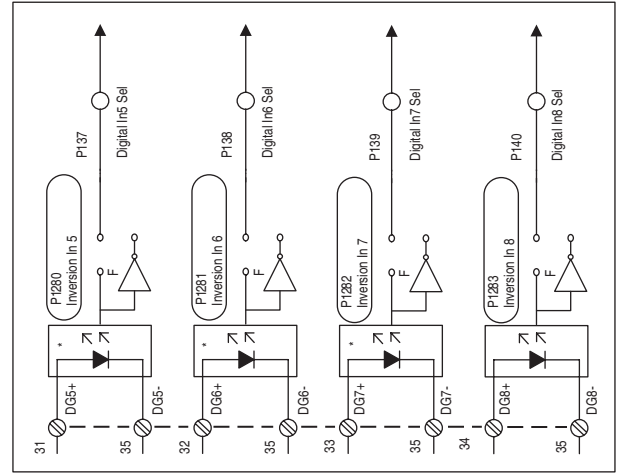 P137
Digital In5 Sel
P1280
Inversion In 5
F
*
DG5+
DG5-
31
35
P138
Digital In6 Sel
P1281
Inversion In 6
F
*
DG6+
DG6-
32
35
P139
Digital In7 Sel
P1282
Inversion In 7
F
*
DG7+
DG7-
33
35
P140
Digital In8 Sel
P1283
Inversion In 8
F
DG8+
DG8-
34
35